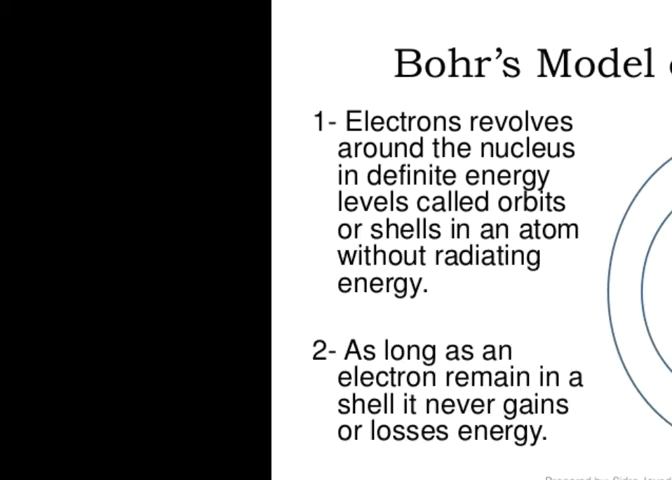 Bohr's Model
1- Electrons revolves
around the nucleus
in definite energy
levels called orbits
or shells in an atom
without radiating
energy.
2- As long as an
electron remain in a
shell it never gains
or losses energy.